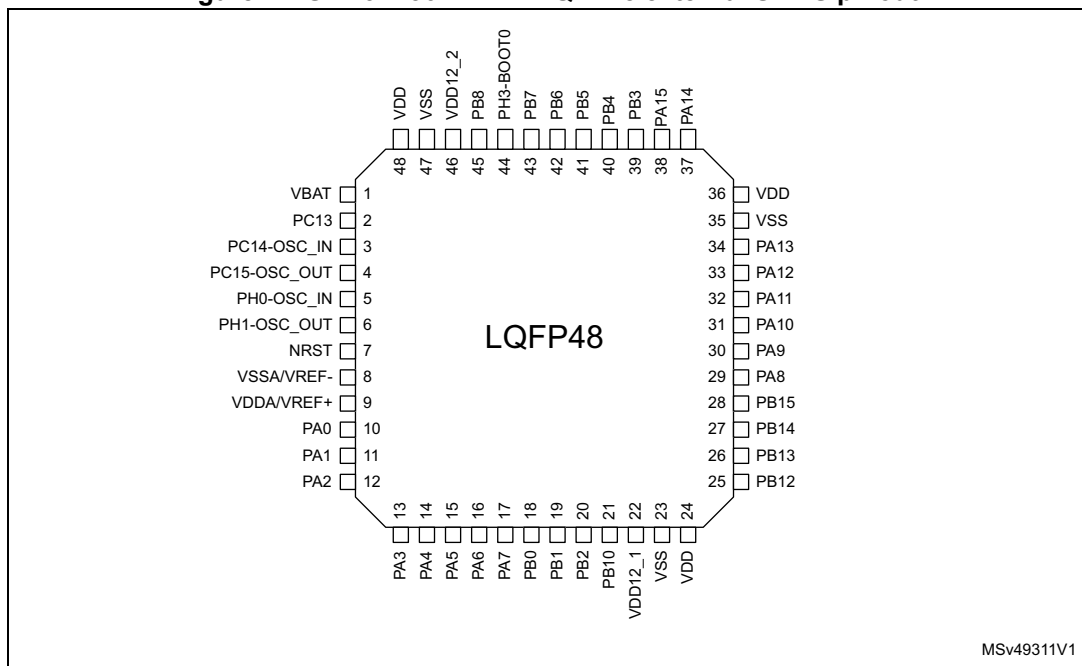 VDD
VSS
VDD12_2
PB8
PH3-BOOT0
PB7
PB6
PB5
PB4
PB3
PA15
PA14
48 47 46 45 44 43 42 41 40 39 38 37
VBAT 1
PC13 2
PC14-OSC_IN 3
PC15-OSC_OUT 4
PH0-OSC_IN 5
PH1-OSC_OUT 6
NRST 7
VSSA/VREF- 8
VDDA/VREF+ 9
PA0 10
PA1 11
PA2 12
LQFP48
36 VDD
35 VSS
34 PA13
33 PA12
32 PA11
31 PA10
30 PA9
29 PA8
28 PB15
27 PB14
26 PB13
25 PB12
13 14 15 16 17 18 19 20 21 22 23 24
PA3
PA4
PA5
PA6
PA7
PB0
PB1
PB2
PB10
VDD12_1
VSS
VDD
MSv49311V1